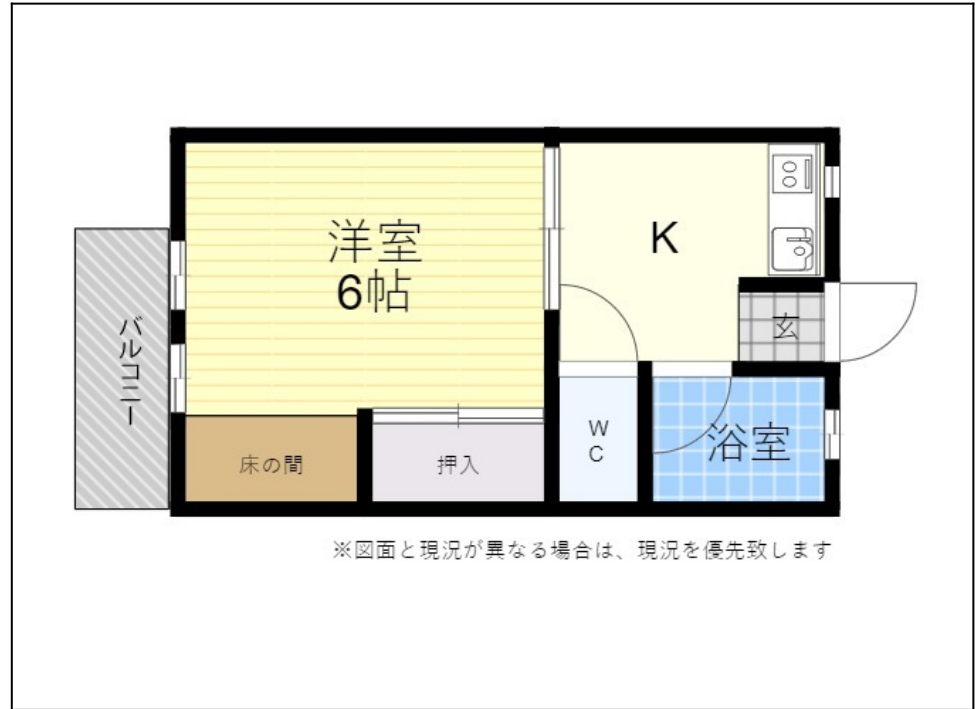 洋室
6帖
K
バルコニー
玄
WC
浴室
床の間
押入
※図面と現況が異なる場合は、現況を優先致します